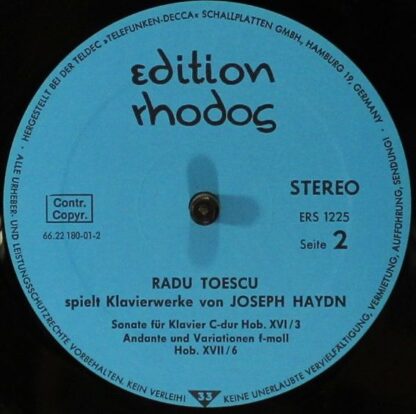 HERGESTELLT BEI DER TELDEC »TELEFUNKEN-DECCA« SCHALLPLATTEN GMBH., HAMBURG 19, GERMANY ·
edition
rhodos
STEREO
Contr.
Copyr.
ERS 1225
66.22 180-01-2
Seite 2
RADU TOESCU
spielt Klavierwerke von JOSEPH HAYDN
Sonate für Klavier C-dur Hob. XVI/3
Andante und Variationen f-moll
Hob. XVII/6
33
ALLE URHEBER- UND LEISTUNGSSCHUTZRECHTE VORBEHALTEN. KEIN VERLEIH! KEINE UNERLAUBTE VERVIELFÄLTIGUNG, VERMIETUNG, AUFFÜHRUNG, SENDUNG!